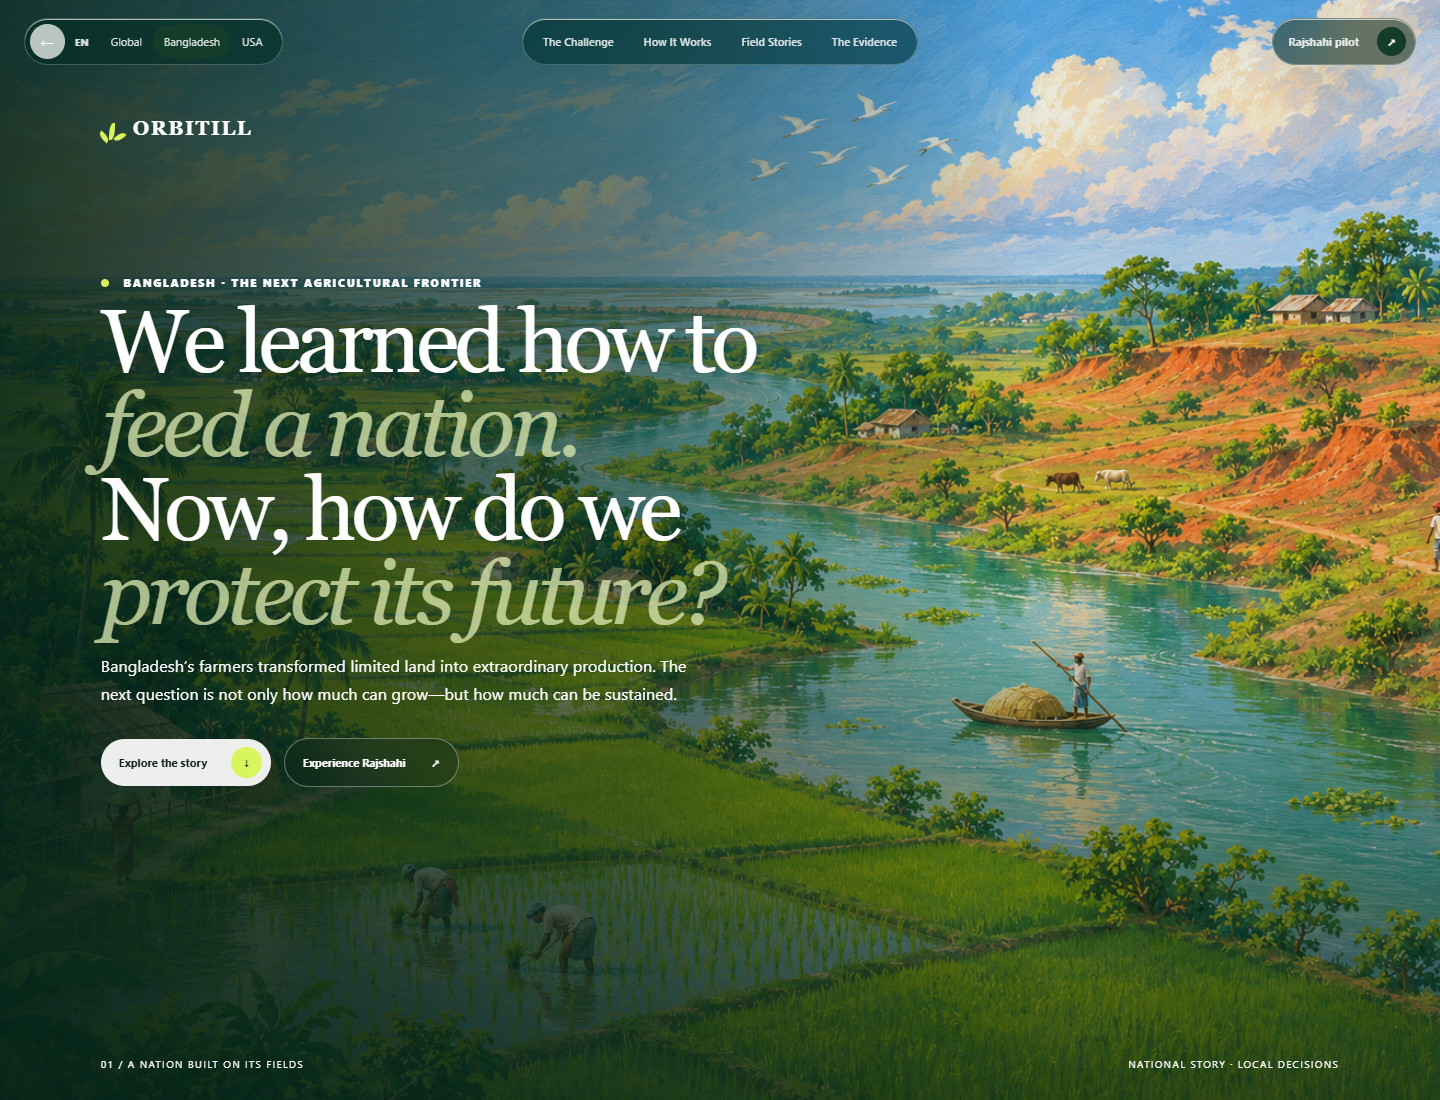 ← EN Global Bangladesh USA
The Challenge How It Works Field Stories The Evidence
Rajshahi pilot ↗
ORBITILL
BANGLADESH · THE NEXT AGRICULTURAL FRONTIER
We learned how to
feed a nation.
Now, how do we
protect its future?
Bangladesh’s farmers transformed limited land into extraordinary production. The
next question is not only how much can grow—but how much can be sustained.
Explore the story ↓
Experience Rajshahi ↗
01 / A NATION BUILT ON ITS FIELDS
NATIONAL STORY · LOCAL DECISIONS